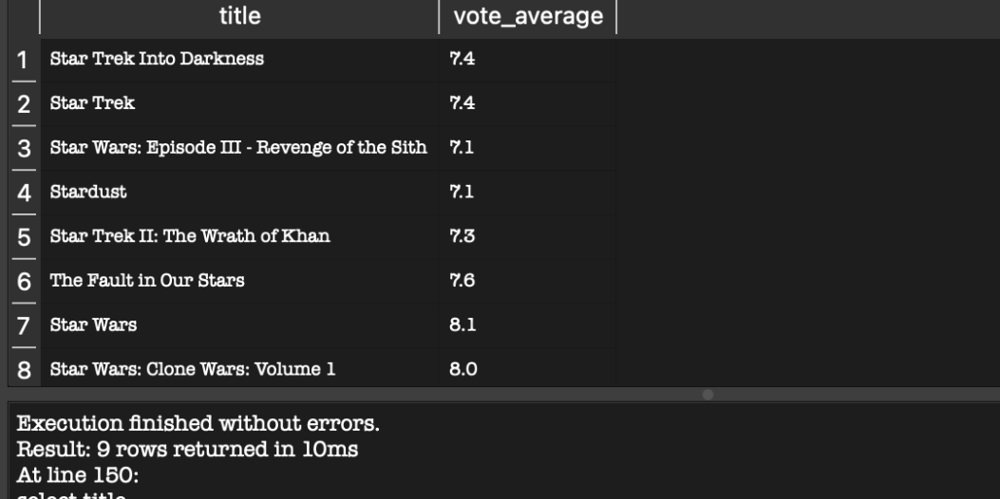 title vote_average
1 Star Trek Into Darkness 7.4
2 Star Trek 7.4
3 Star Wars: Episode III - Revenge of the Sith 7.1
4 Stardust 7.1
5 Star Trek II: The Wrath of Khan 7.3
6 The Fault in Our Stars 7.6
7 Star Wars 8.1
8 Star Wars: Clone Wars: Volume 1 8.0
Execution finished without errors.
Result: 9 rows returned in 10ms
At line 150:
select title